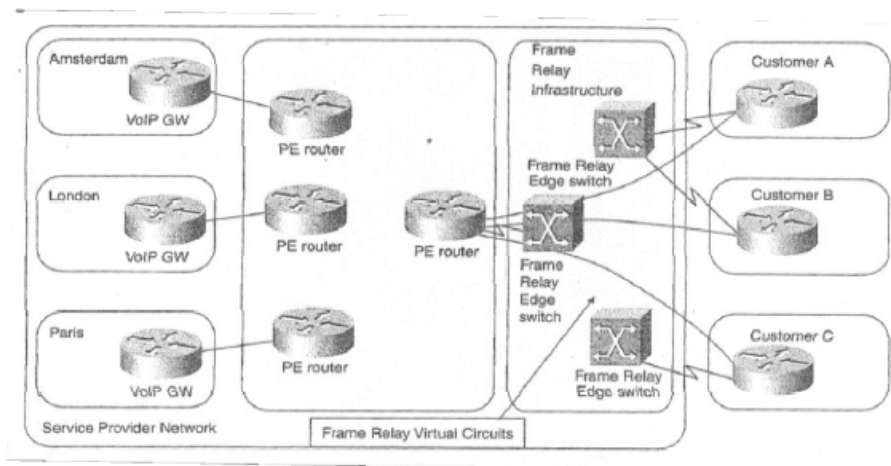 Amsterdam
VoIP GW
PE router
London
VoIP GW
PE router
Paris
VoIP GW
PE router
PE router
Frame
Relay
Infrastructure
Frame Relay
Edge switch
Frame
Relay
Edge
switch
Frame Relay
Edge switch
Customer A
Customer B
Customer C
Service Provider Network
Frame Relay Virtual Circuits